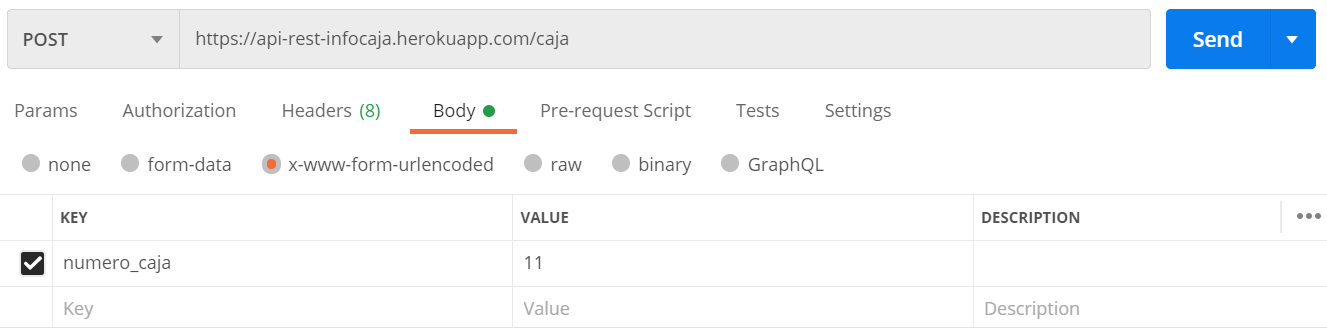 POST https://api-rest-infocaja.herokuapp.com/caja Send
Params Authorization Headers (8) Body Pre-request Script Tests Settings
none form-data x-www-form-urlencoded raw binary GraphQL
KEY VALUE DESCRIPTION
numero_caja 11
Key Value Description